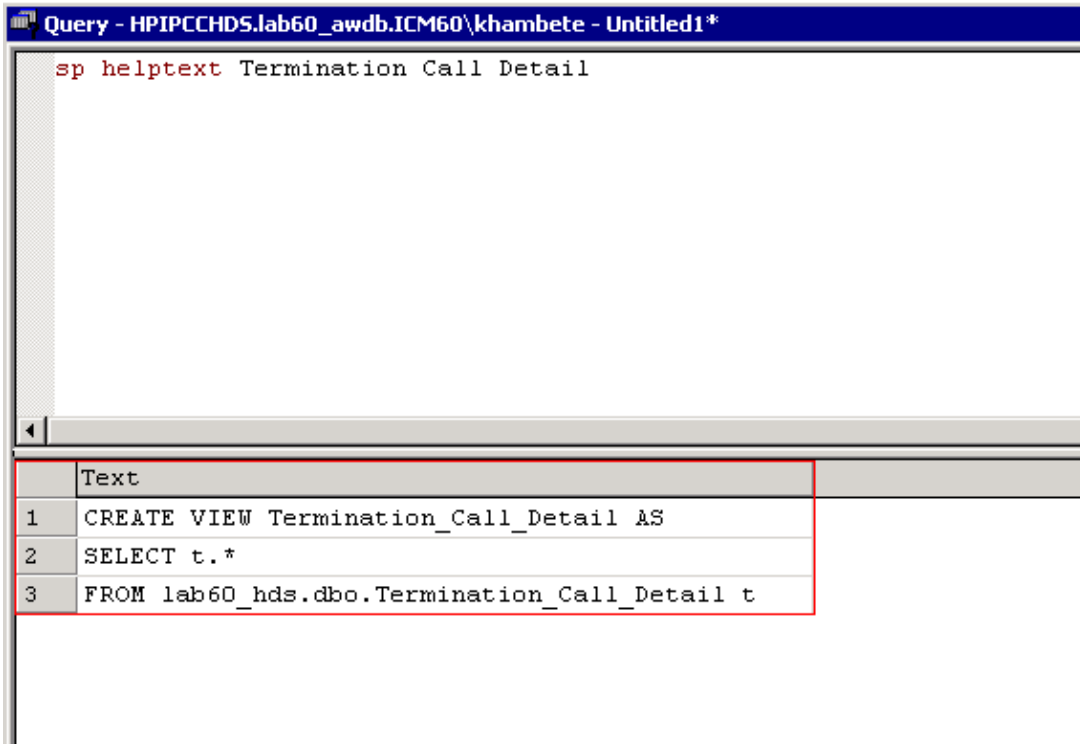 Query - HPIPCCHDS.lab60_awdb.ICM60\khambete - Untitled1*
sp helptext Termination Call Detail
Text
1 CREATE VIEW Termination_Call_Detail AS
2 SELECT t.*
3 FROM lab60_hds.dbo.Termination_Call_Detail t